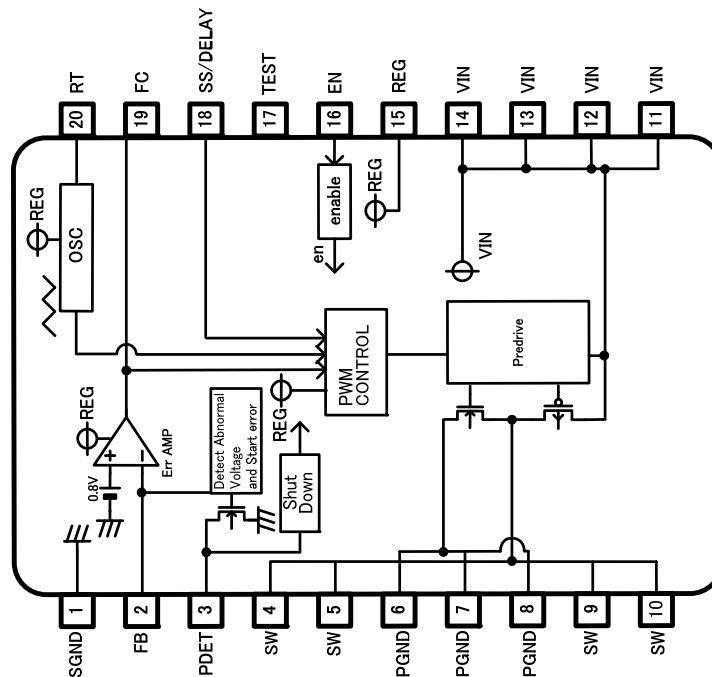 RT
FC
SS/DELAY
TEST
EN
REG
VIN
VIN
VIN
VIN
20
19
18
17
16
15
14
13
12
11
REG
OSC
enable
en
REG
VIN
PWM
CONTROL
REG
Predrive
REG
Err AMP
0.8V
Detect Abnormal
Voltage
and Start error
Shut
Down
1
2
3
4
5
6
7
8
9
10
SGND
FB
PDET
SW
SW
PGND
PGND
PGND
SW
SW